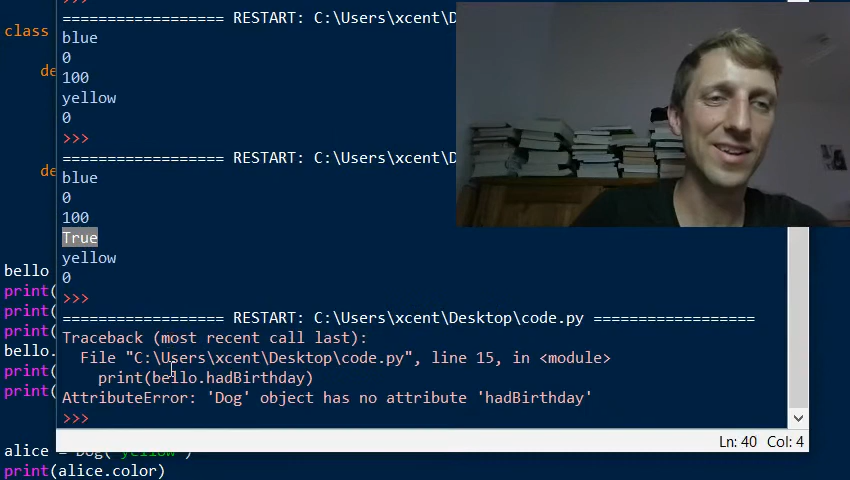 >>>
class
================== RESTART: C:\Users\xcent\D
blue
0
de
100
yellow
0
>>>
================== RESTART: C:\Users\xcent\D
de
blue
0
100
True
yellow
bello
0
print(
>>>
print(
================== RESTART: C:\Users\xcent\Desktop\code.py ==================
print(
Traceback (most recent call last):
bello.
File "C:\Users\xcent\Desktop\code.py", line 15, in <module>
print(
print(bello.hadBirthday)
print(
AttributeError: 'Dog' object has no attribute 'hadBirthday'
>>>
Ln: 40 Col: 4
alice = Dog("yellow")
print(alice.color)